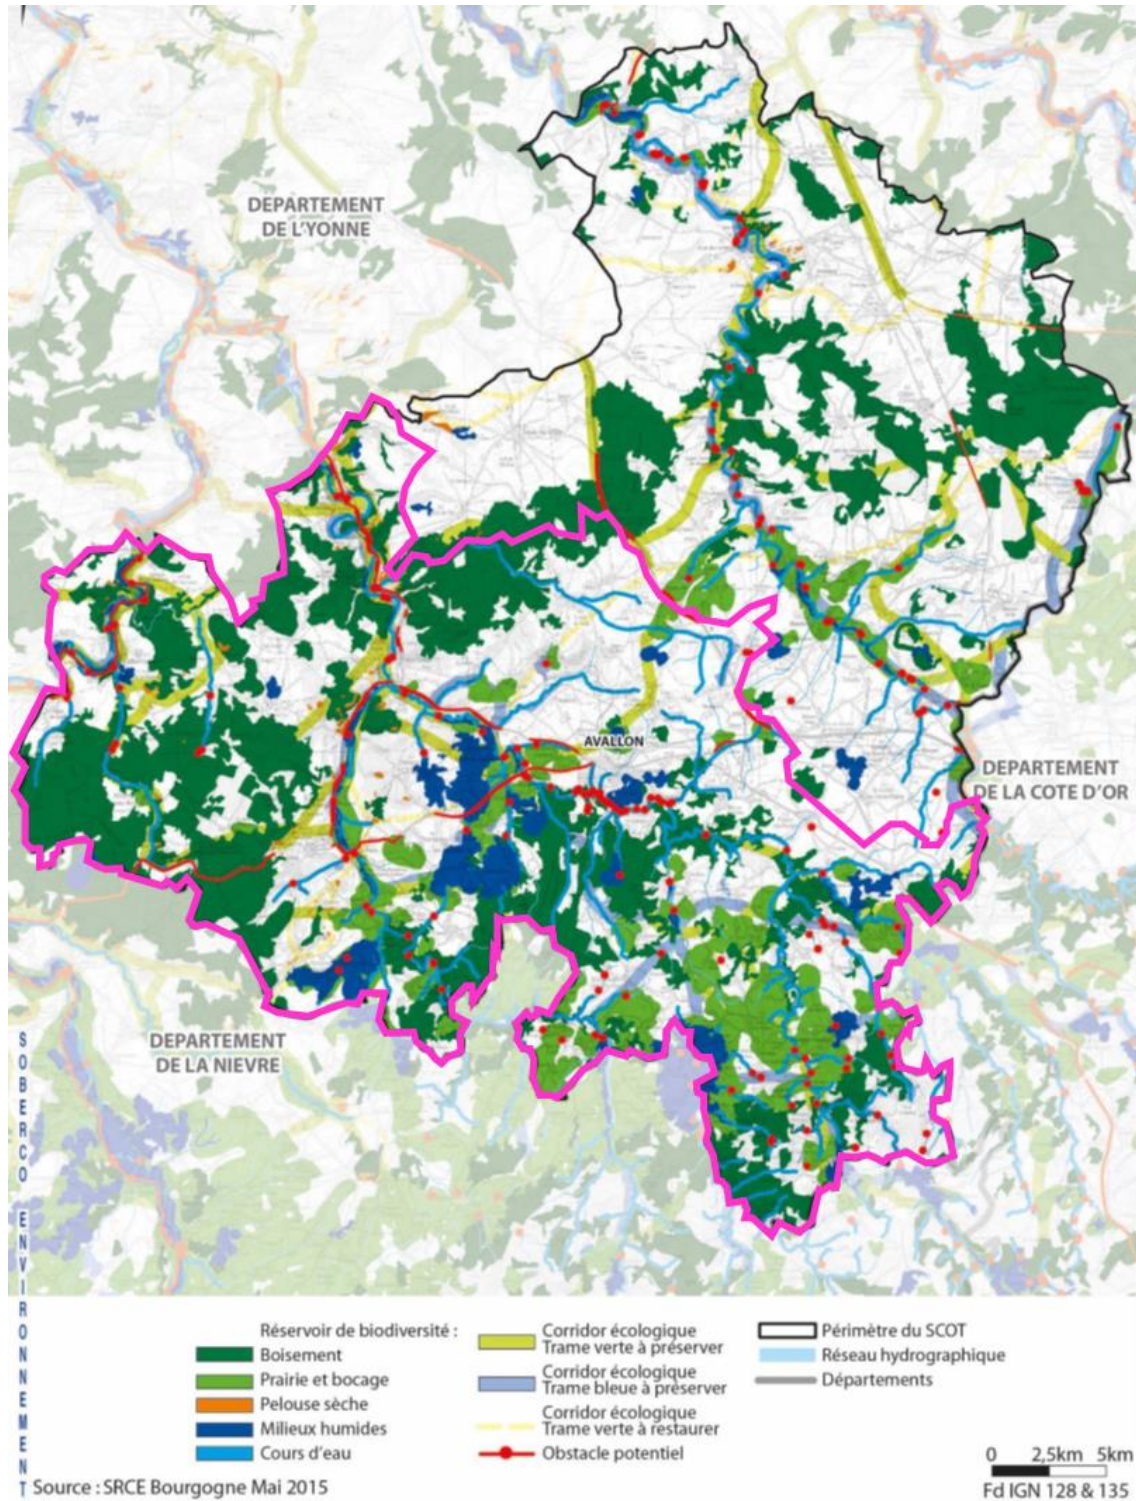 DEPARTEMENT
DE L'YONNE
AVALLON
DEPARTEMENT
DE LA COTE D'OR
DEPARTEMENT
DE LA NIEVRE
SOBERCO ENVIRONNEMENT
Réservoir de biodiversité :
Boisement
Prairie et bocage
Pelouse sèche
Milieux humides
Cours d'eau
Corridor écologique
Trame verte à préserver
Corridor écologique
Trame bleue à préserver
Corridor écologique
Trame verte à restaurer
Obstacle potentiel
Périmètre du SCOT
Réseau hydrographique
Départements
0 2,5km 5km
Fd IGN 128 & 135
Source : SRCE Bourgogne Mai 2015